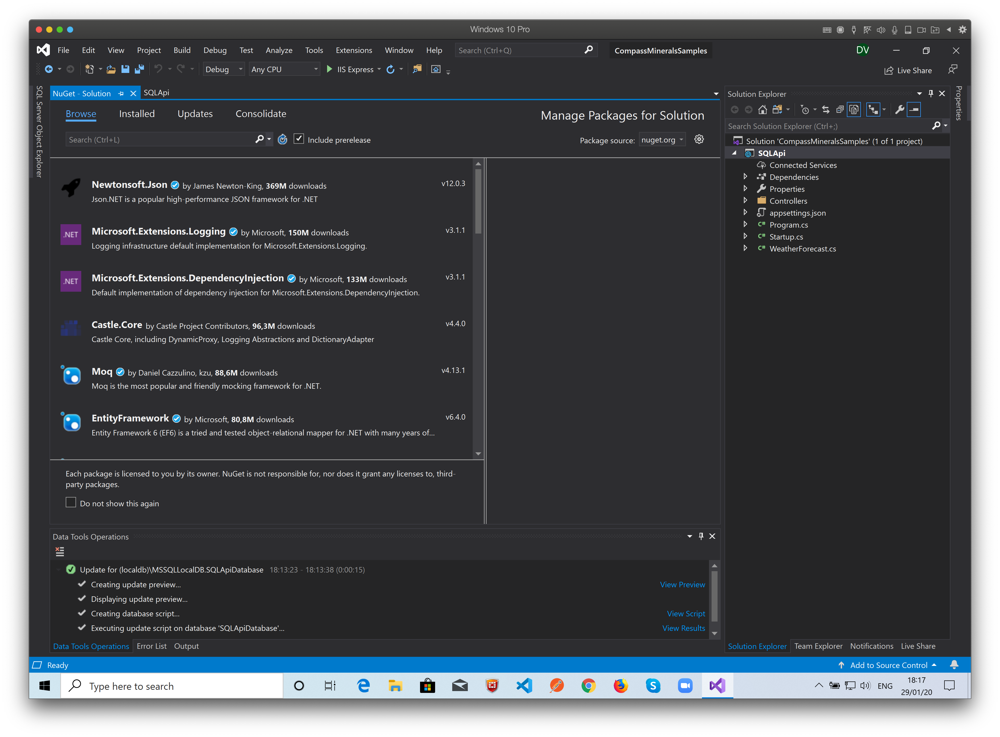 Windows 10 Pro
File Edit View Project Build Debug Test Analyze Tools Extensions Window Help Search (Ctrl+Q) CompassMineralsSamples DV
Debug Any CPU IIS Express Live Share
SQL Server Object Explorer
NuGet - Solution SQLApi
Browse Installed Updates Consolidate Manage Packages for Solution
Search (Ctrl+L) Include prerelease Package source: nuget.org
Newtonsoft.Json by James Newton-King, 369M downloads v12.0.3
Json.NET is a popular high-performance JSON framework for .NET
.NET Microsoft.Extensions.Logging by Microsoft, 150M downloads v3.1.1
Logging infrastructure default implementation for Microsoft.Extensions.Logging.
.NET Microsoft.Extensions.DependencyInjection by Microsoft, 133M downloads v3.1.1
Default implementation of dependency injection for Microsoft.Extensions.DependencyInjection.
Castle.Core by Castle Project Contributors, 96,3M downloads v4.4.0
Castle Core, including DynamicProxy, Logging Abstractions and DictionaryAdapter
Moq by Daniel Cazzulino, kzu, 88,6M downloads v4.13.1
Moq is the most popular and friendly mocking framework for .NET.
EntityFramework by Microsoft, 80,8M downloads v6.4.0
Entity Framework 6 (EF6) is a tried and tested object-relational mapper for .NET with many years of...
Each package is licensed to you by its owner. NuGet is not responsible for, nor does it grant any licenses to, third-
party packages.
Do not show this again
Data Tools Operations
Update for (localdb)\MSSQLLocalDB.SQLApiDatabase 18:13:23 - 18:13:38 (0:00:15)
Creating update preview... View Preview
Displaying update preview...
Creating database script... View Script
Executing update script on database 'SQLApiDatabase'... View Results
Data Tools Operations Error List Output
Solution Explorer
Search Solution Explorer (Ctrl+;)
Solution 'CompassMineralsSamples' (1 of 1 project)
SQLApi
Connected Services
Dependencies
Properties
Controllers
appsettings.json
C# Program.cs
C# Startup.cs
C# WeatherForecast.cs
Solution Explorer Team Explorer Notifications Live Share
Properties
Ready Add to Source Control
Type here to search ENG 18:17
29/01/20